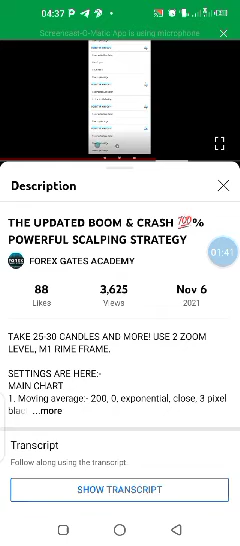 04:37
Screencast-O-Matic App is using microphone
Description
THE UPDATED BOOM & CRASH 💯%
POWERFUL SCALPING STRATEGY
FOREX GATES ACADEMY
01:41
88
3,625
Nov 6
Likes
Views
2021
TAKE 25-30 CANDLES AND MORE! USE 2 ZOOM
LEVEL, M1 RIME FRAME.
SETTINGS ARE HERE:-
MAIN CHART
1. Moving average:- 200, 0, exponential, close, 3 pixel
blac ...more
Transcript
Follow along using the transcript
SHOW TRANSCRIPT